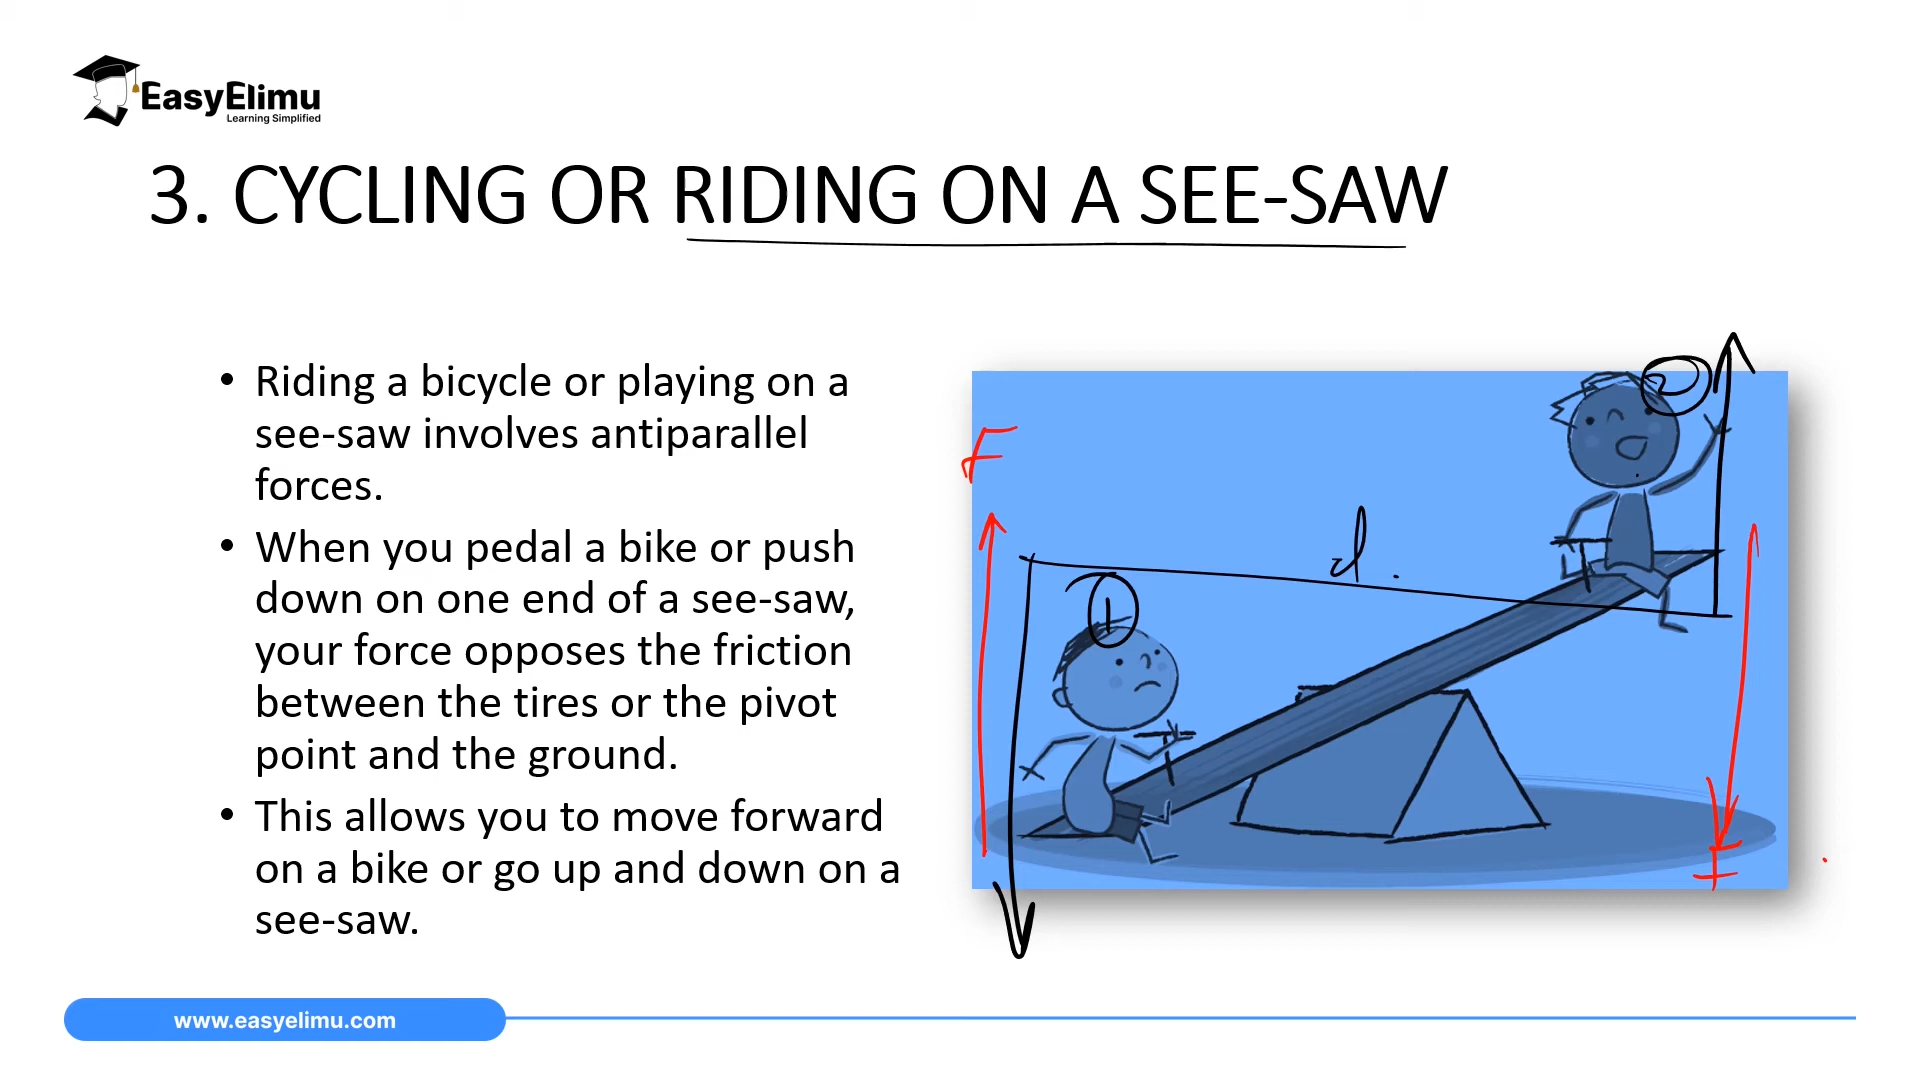 EasyElimu
Learning Simplified
3. CYCLING OR RIDING ON A SEE-SAW
• Riding a bicycle or playing on a
see-saw involves antiparallel
forces.
• When you pedal a bike or push
down on one end of a see-saw,
your force opposes the friction
between the tires or the pivot
point and the ground.
• This allows you to move forward
on a bike or go up and down on a
see-saw.
2
F
d.
1
F
www.easyelimu.com